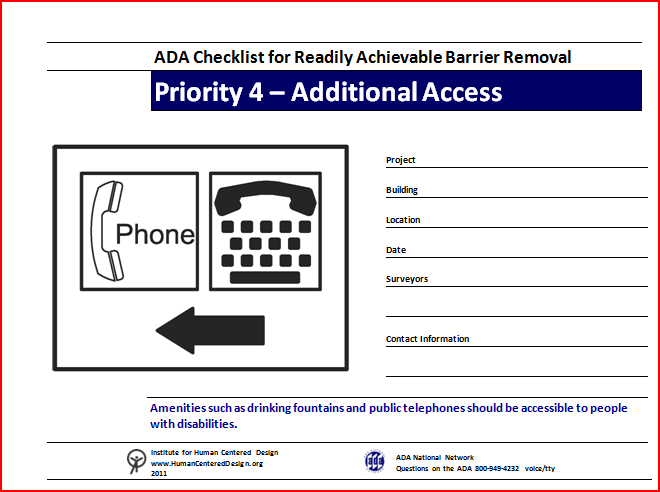 ADA Checklist for Readily Achievable Barrier Removal
Priority 4 – Additional Access
Phone
Project
Building
Location
Date
Surveyors
Contact Information
Amenities such as drinking fountains and public telephones should be accessible to people
with disabilities.
Institute for Human Centered Design
www.HumanCenteredDesign.org
2011
ADA National Network
Questions on the ADA 800-949-4232 voice/tty